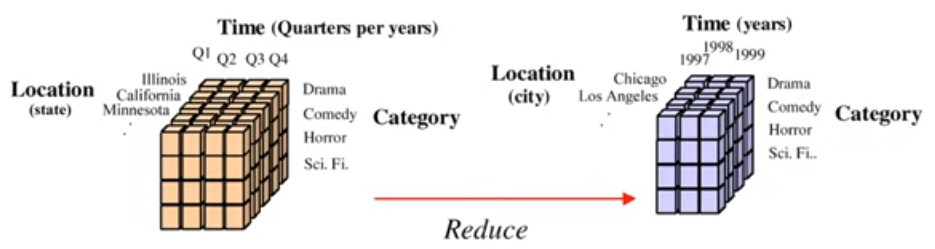 Time (Quarters per years)
Q1 Q2 Q3 Q4
Location
(state)
Illinois
California
Minnesota
Drama
Comedy
Horror
Sci. Fi.
Category
Reduce
Time (years)
1997 1998 1999
Location
(city)
Chicago
Los Angeles
Drama
Comedy
Horror
Sci. Fi..
Category